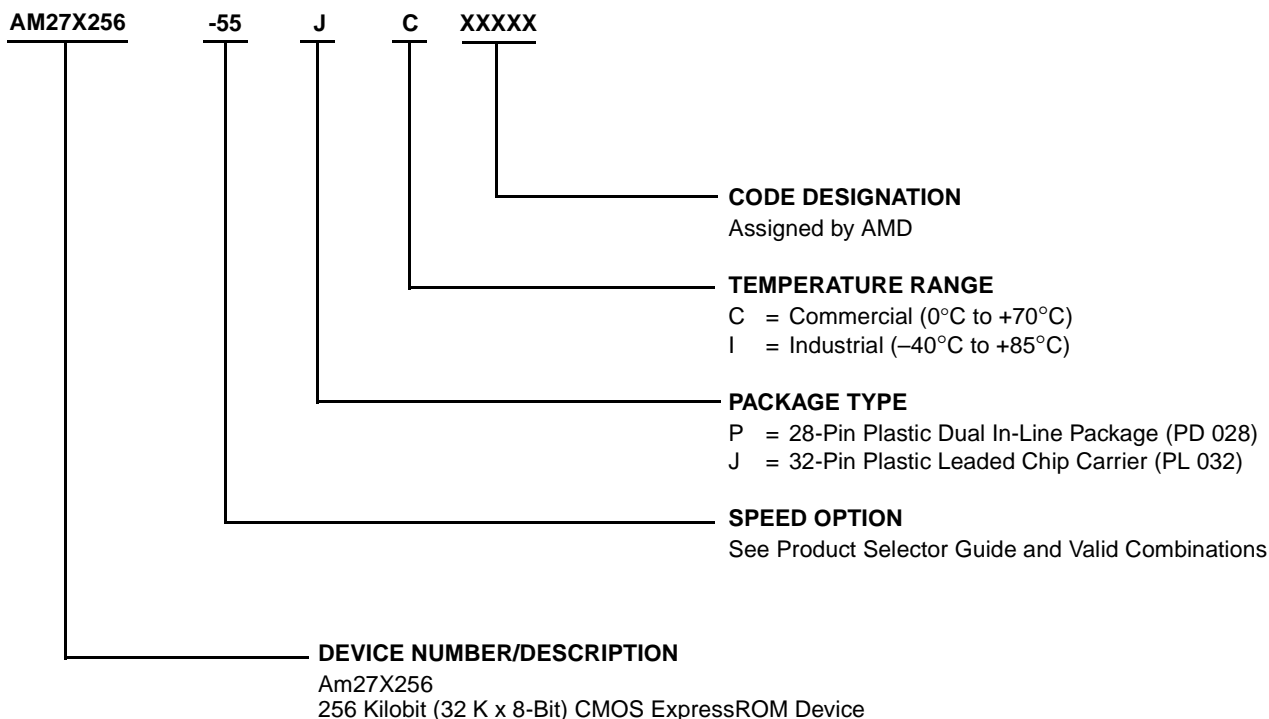 AM27X256 -55 J C XXXXX
CODE DESIGNATION
Assigned by AMD
TEMPERATURE RANGE
C = Commercial (0°C to +70°C)
I = Industrial (–40°C to +85°C)
PACKAGE TYPE
P = 28-Pin Plastic Dual In-Line Package (PD 028)
J = 32-Pin Plastic Leaded Chip Carrier (PL 032)
SPEED OPTION
See Product Selector Guide and Valid Combinations
DEVICE NUMBER/DESCRIPTION
Am27X256
256 Kilobit (32 K x 8-Bit) CMOS ExpressROM Device